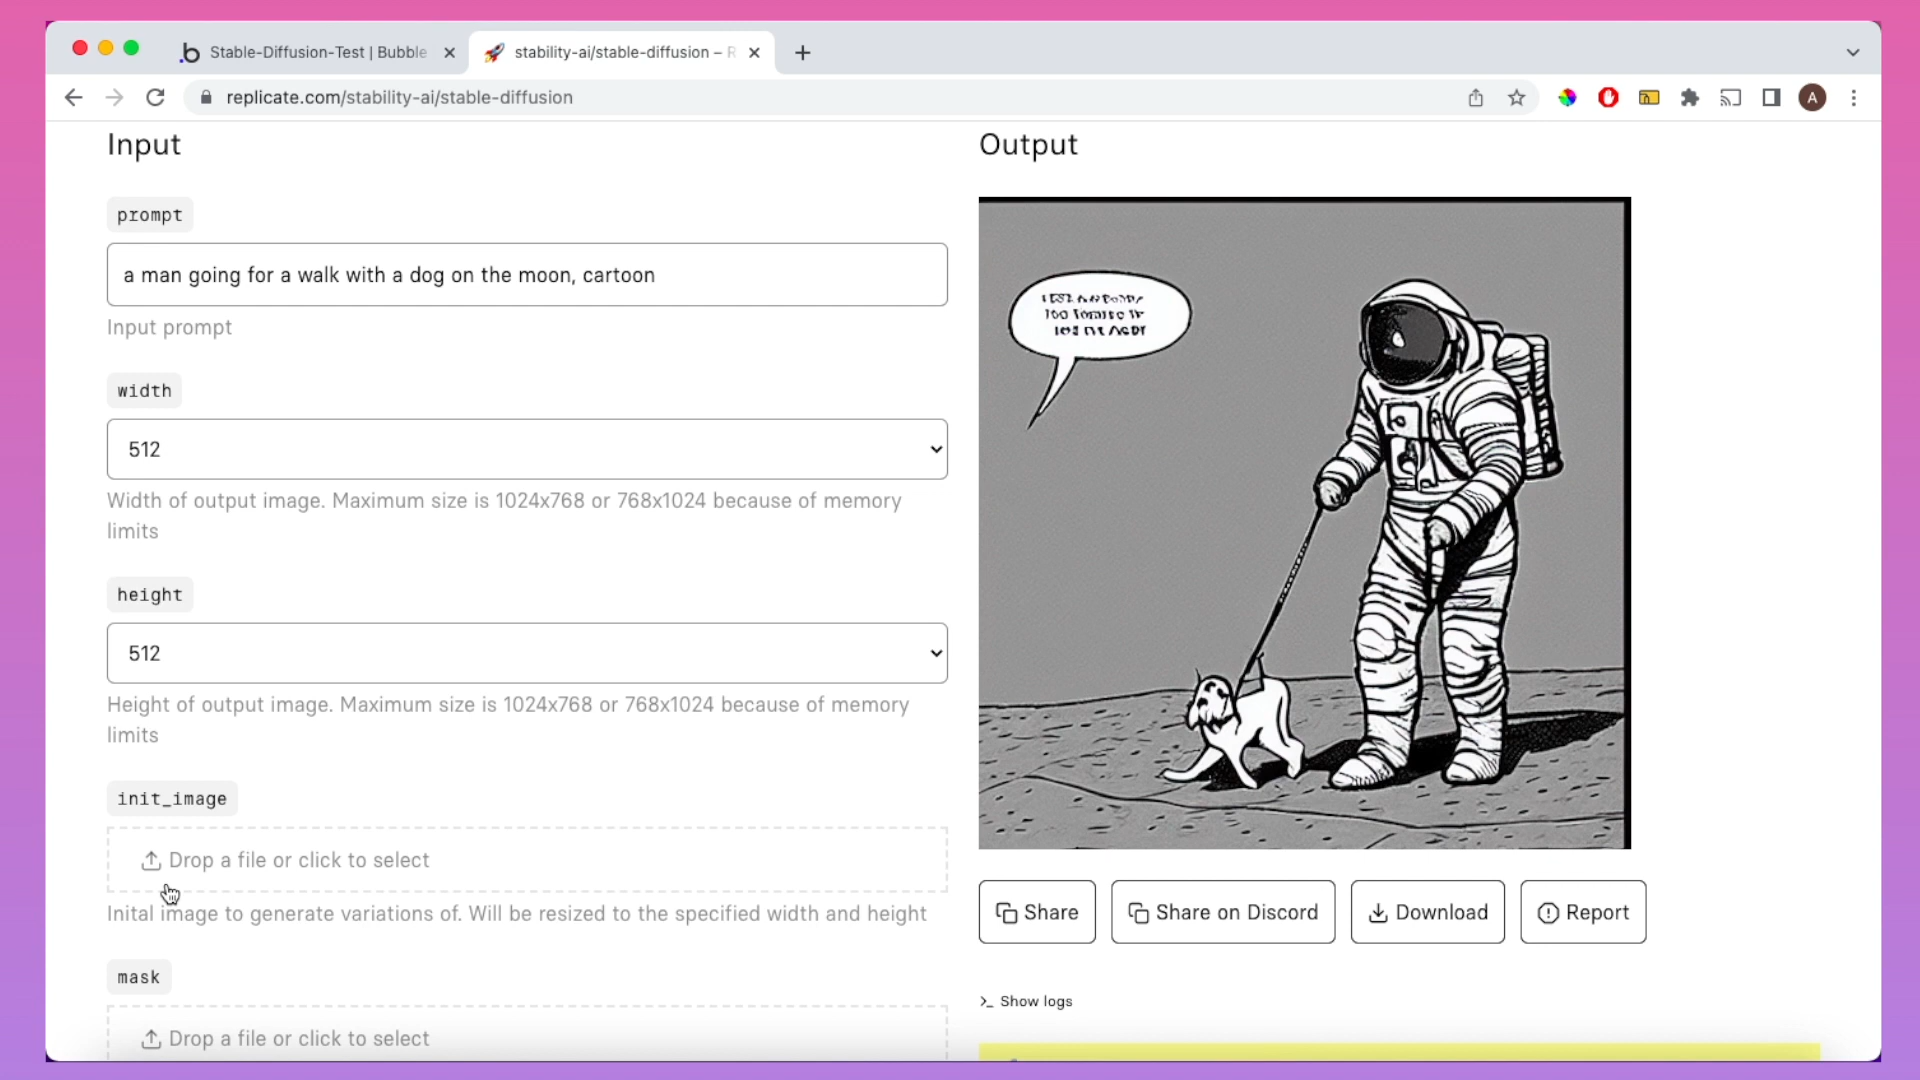 Stable-Diffusion-Test | Bubble
stability-ai/stable-diffusion – R
replicate.com/stability-ai/stable-diffusion
A
Input
prompt
a man going for a walk with a dog on the moon, cartoon
Input prompt
width
512
Width of output image. Maximum size is 1024x768 or 768x1024 because of memory
limits
height
512
Height of output image. Maximum size is 1024x768 or 768x1024 because of memory
limits
init_image
Drop a file or click to select
Inital image to generate variations of. Will be resized to the specified width and height
mask
Drop a file or click to select
Output
Share
Share on Discord
Download
Report
Show logs